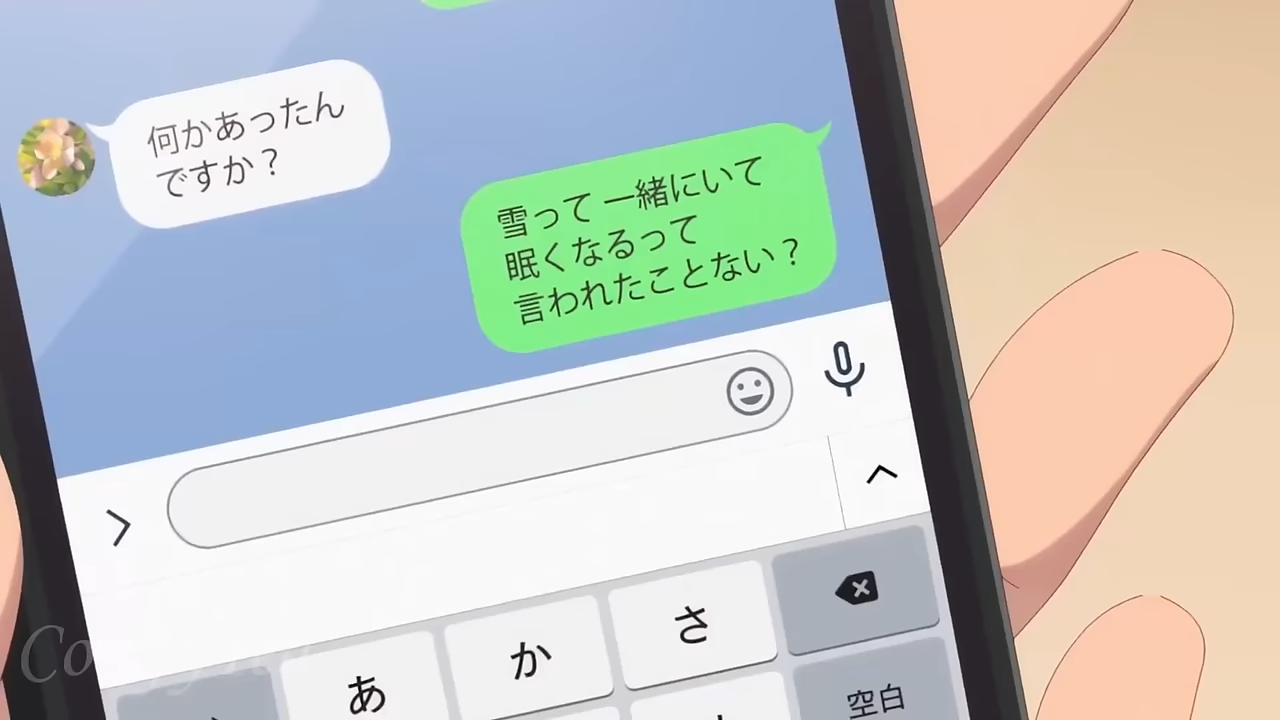 何かあったん
ですか？
雪って 一緒にいて
眠くなるって
言われたことない？
あ
か
さ
空白